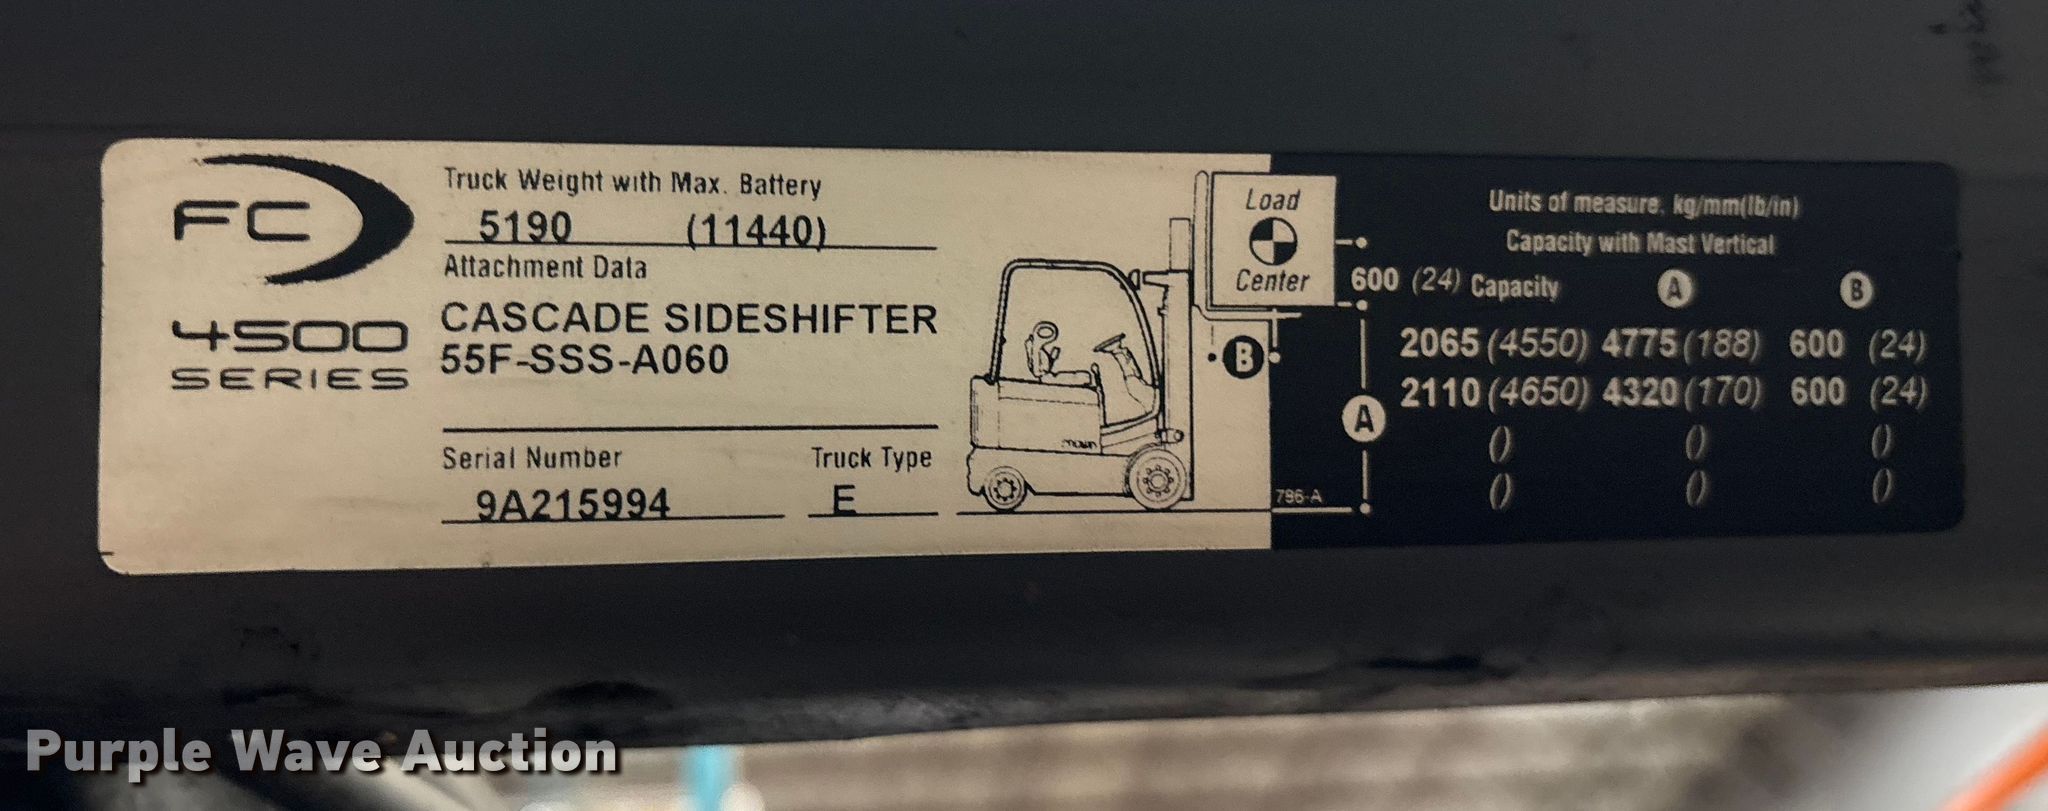 FC
4500
SERIES
Truck Weight with Max. Battery
5190 (11440)
Attachment Data
CASCADE SIDESHIFTER
55F-SSS-A060
Serial Number Truck Type
9A215994 E
CROWN
Load
Center
B
A
786-A
Units of measure. kg/mm(lb/in)
Capacity with Mast Vertical
600 (24) Capacity A B
2065 (4550) 4775 (188) 600 (24)
2110 (4650) 4320 (170) 600 (24)
() () ()
() () ()
Purple Wave Auction